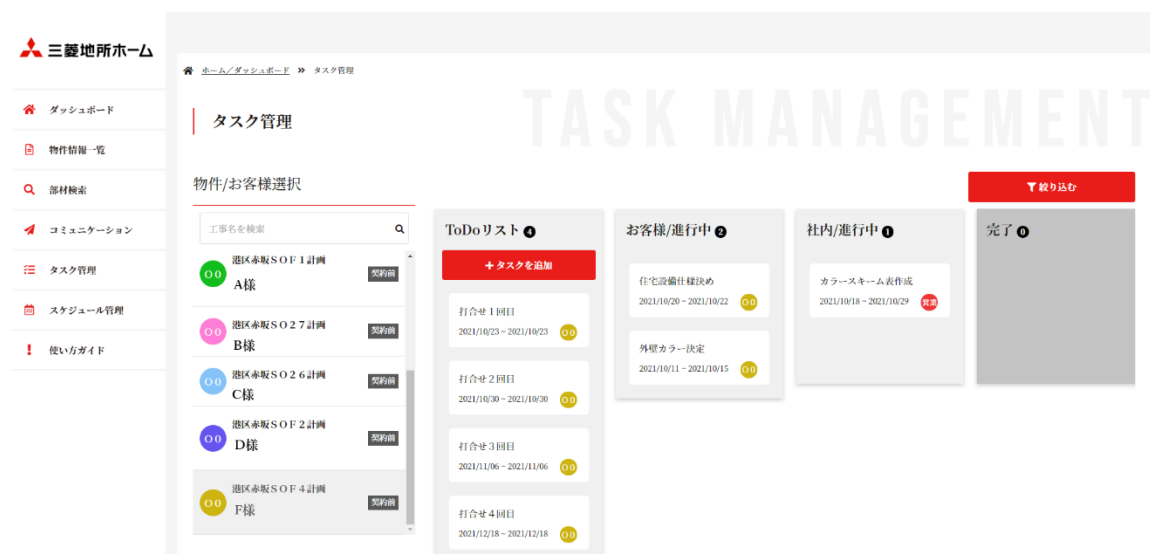 三菱地所ホーム
ホーム／ダッシュボード » タスク管理
ダッシュボード
物件情報一覧
部材検索
コミュニケーション
タスク管理
スケジュール管理
使い方ガイド
タスク管理
TASK MANAGEMENT
物件/お客様選択
絞り込む
工事名を検索
港区赤坂ＳＯＦ１計画
００
A様
契約前
港区赤坂ＳＯ２７計画
００
B様
契約前
港区赤坂ＳＯ２６計画
００
C様
契約前
港区赤坂ＳＯＦ２計画
００
D様
契約前
港区赤坂ＳＯＦ４計画
００
F様
契約前
ToDoリスト 4
＋タスクを追加
打合せ１回目
2021/10/23 ~ 2021/10/23 ００
打合せ２回目
2021/10/30 ~ 2021/10/30 ００
打合せ３回目
2021/11/06 ~ 2021/11/06 ００
打合せ４回目
2021/12/18 ~ 2021/12/18 ００
お客様/進行中 2
住宅設備仕様決め
2021/10/20 ~ 2021/10/22 ００
外壁カラー決定
2021/10/11 ~ 2021/10/15 ００
社内/進行中 1
カラースキーム表作成
2021/10/18 ~ 2021/10/29 営業
完了 0